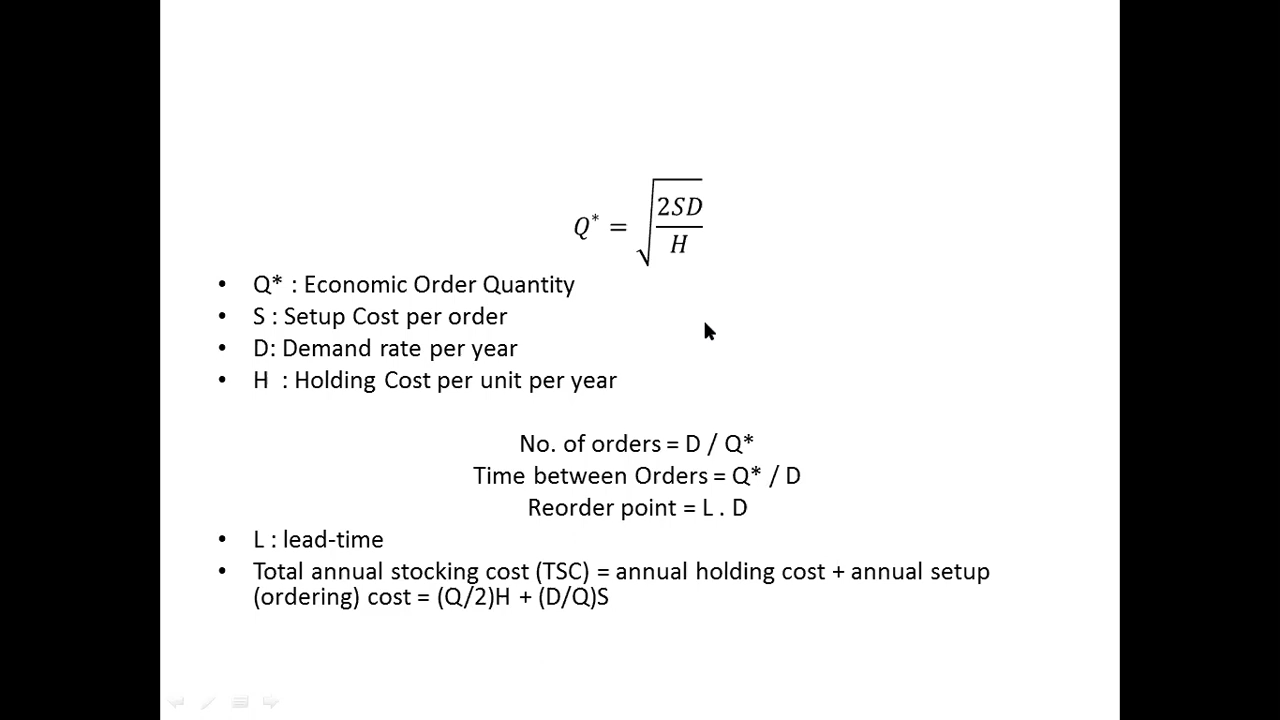 Q* = √(2SD / H)
• Q* : Economic Order Quantity
• S : Setup Cost per order
• D: Demand rate per year
• H : Holding Cost per unit per year
No. of orders = D / Q*
Time between Orders = Q* / D
Reorder point = L . D
• L : lead-time
• Total annual stocking cost (TSC) = annual holding cost + annual setup
(ordering) cost = (Q/2)H + (D/Q)S